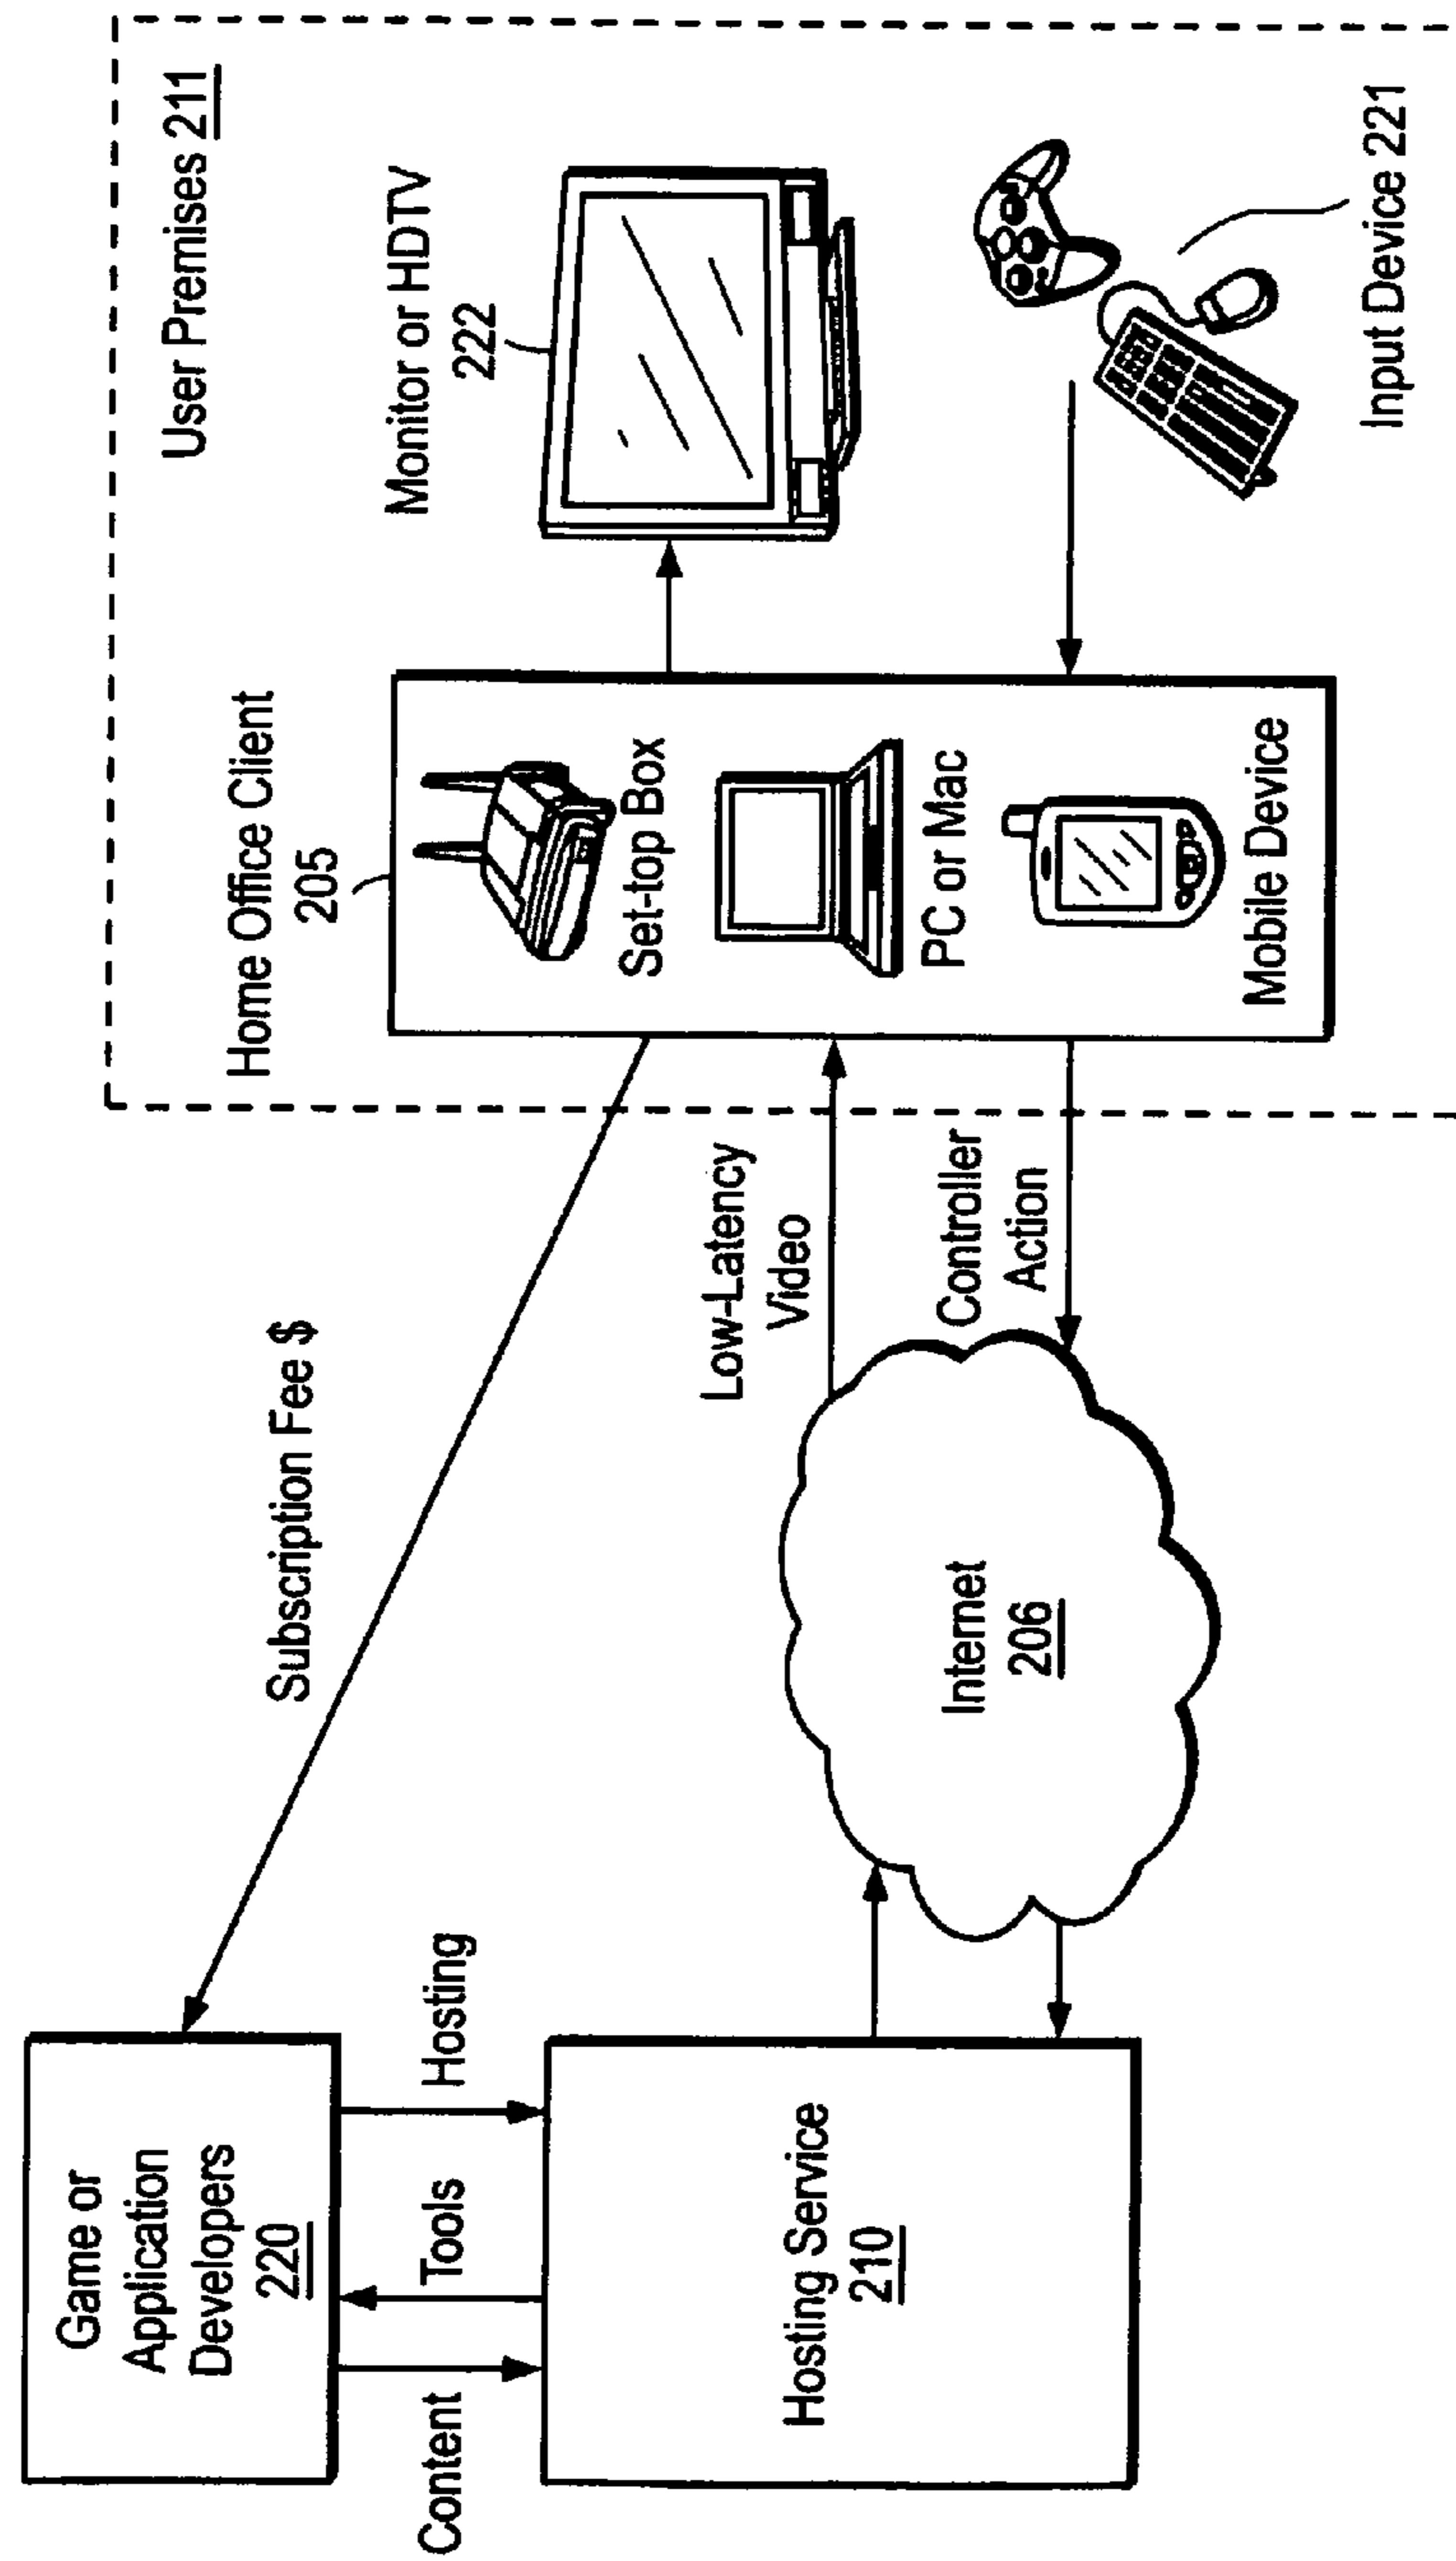 Game or
Application
Developers
220
Subscription Fee $
User Premises 211
Home Office Client
205
Monitor or HDTV
222
Content
Tools
Hosting
Set-top Box
Low-Latency
Video
PC or Mac
Hosting Service
210
Internet
206
Controller
Action
Mobile Device
Input Device 221